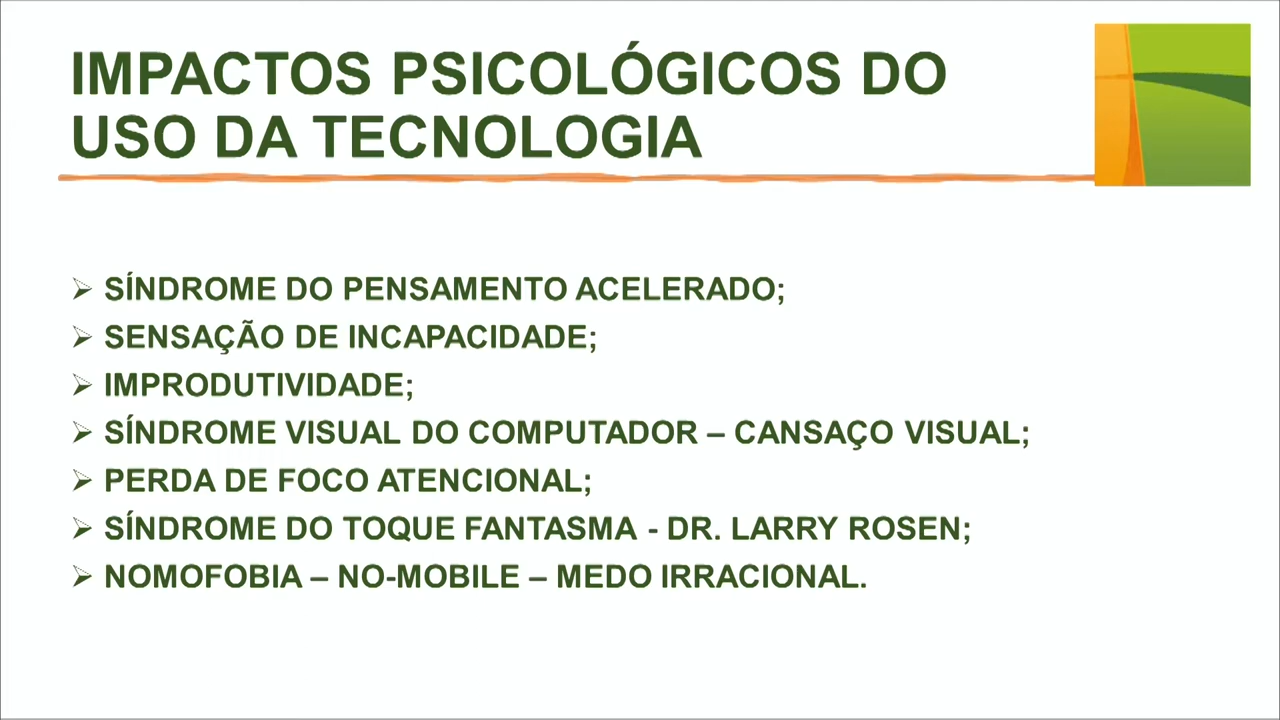 IMPACTOS PSICOLÓGICOS DO
USO DA TECNOLOGIA
➢ SÍNDROME DO PENSAMENTO ACELERADO;
➢ SENSAÇÃO DE INCAPACIDADE;
➢ IMPRODUTIVIDADE;
➢ SÍNDROME VISUAL DO COMPUTADOR – CANSAÇO VISUAL;
➢ PERDA DE FOCO ATENCIONAL;
➢ SÍNDROME DO TOQUE FANTASMA - DR. LARRY ROSEN;
➢ NOMOFOBIA – NO-MOBILE – MEDO IRRACIONAL.